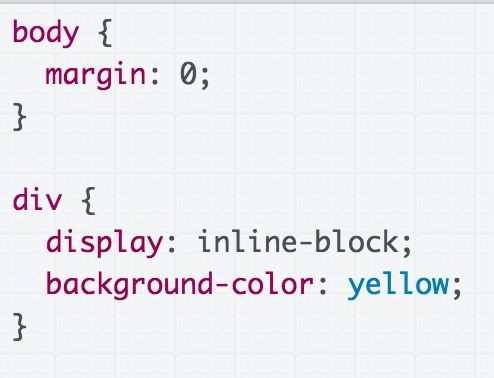 body {
  margin: 0;
}

div {
  display: inline-block;
  background-color: yellow;
}